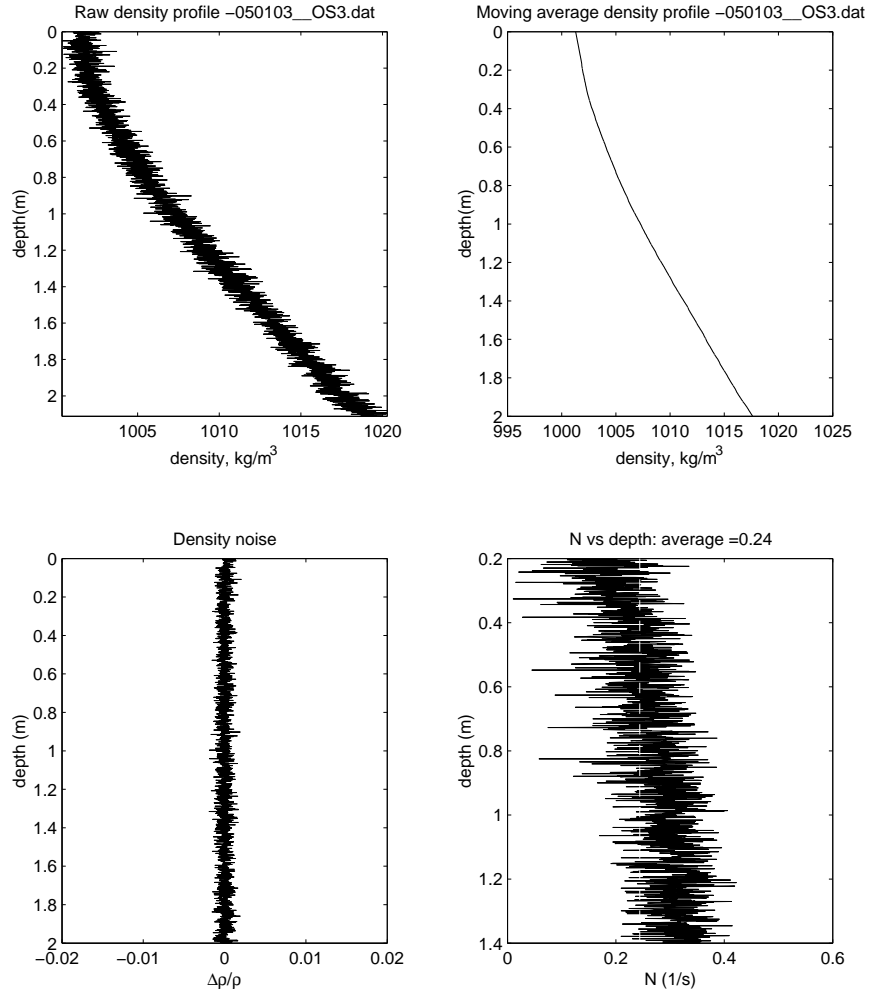 Raw density profile −050103__OS3.dat
0
0.2
0.4
0.6
0.8
1
1.2
1.4
1.6
1.8
2
depth(m)
1005 1010 1015 1020
density, kg/m3
Moving average density profile −050103__OS3.dat
0
0.2
0.4
0.6
0.8
1
1.2
1.4
1.6
1.8
2
depth(m)
995 1000 1005 1010 1015 1020 1025
density, kg/m3
Density noise
0
0.2
0.4
0.6
0.8
1
1.2
1.4
1.6
1.8
2
depth (m)
−0.02 −0.01 0 0.01 0.02
Δρ/ρ
N vs depth: average =0.24
0.2
0.4
0.6
0.8
1
1.2
1.4
depth (m)
0 0.2 0.4 0.6
N (1/s)